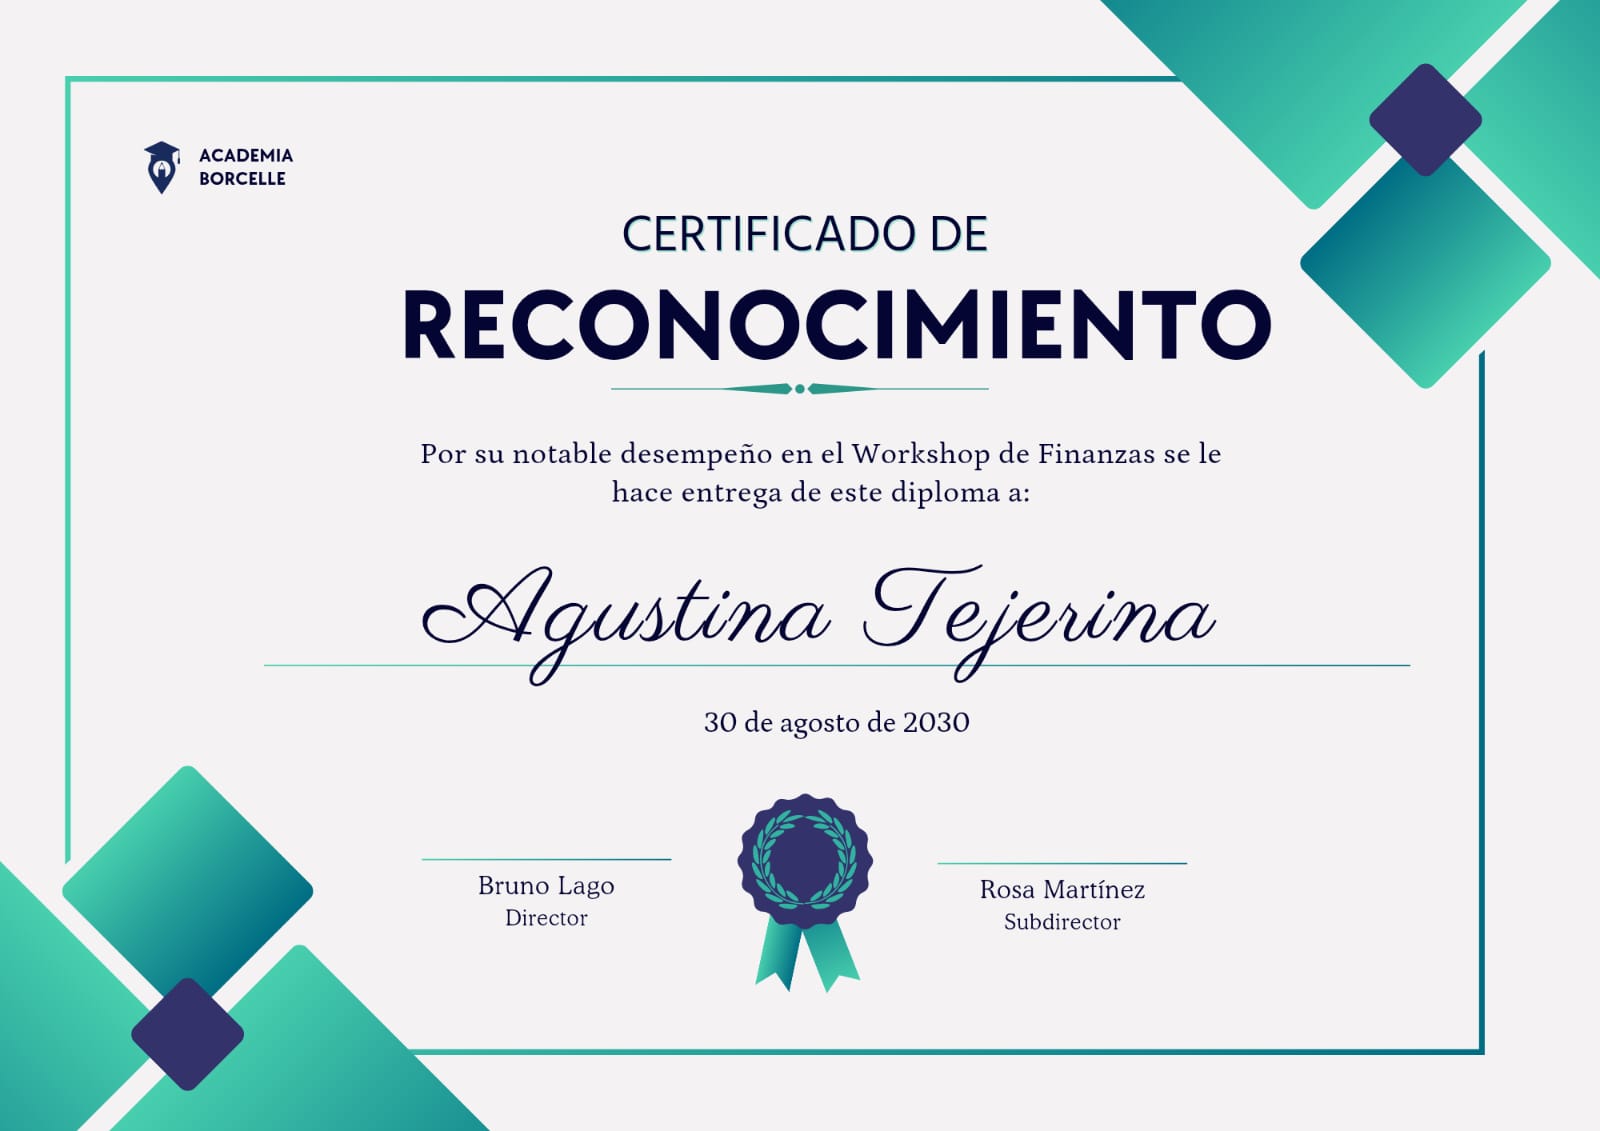 ACADEMIA
BORCELLE
CERTIFICADO DE
RECONOCIMIENTO
Por su notable desempeño en el Workshop de Finanzas se le
hace entrega de este diploma a:
Agustina Tejerina
30 de agosto de 2030
Bruno Lago
Director
Rosa Martínez
Subdirector